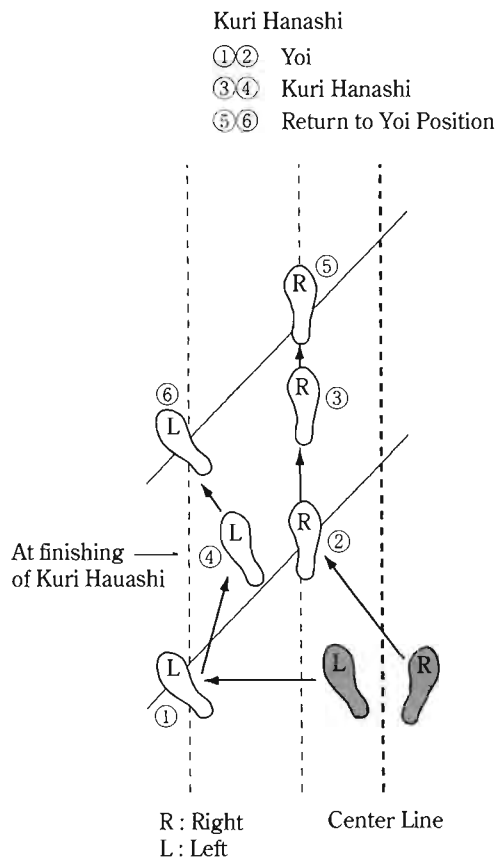 Kuri Hanashi
①② Yoi
③④ Kuri Hanashi
⑤⑥ Return to Yoi Position
R ⑤
⑥
L
R ③
At finishing
of Kuri Hauashi
L
④
R
②
L
①
L
R
R : Right
L : Left
Center Line